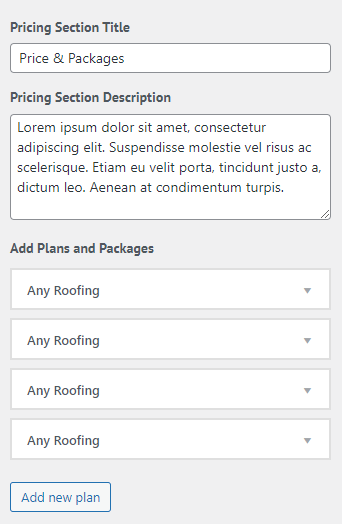 Pricing Section Title
Price & Packages
Pricing Section Description
Lorem ipsum dolor sit amet, consectetur
adipiscing elit. Suspendisse molestie vel risus ac
scelerisque. Etiam eu velit porta, tincidunt justo a,
dictum leo. Aenean at condimentum turpis.
Add Plans and Packages
Any Roofing
Any Roofing
Any Roofing
Any Roofing
Add new plan